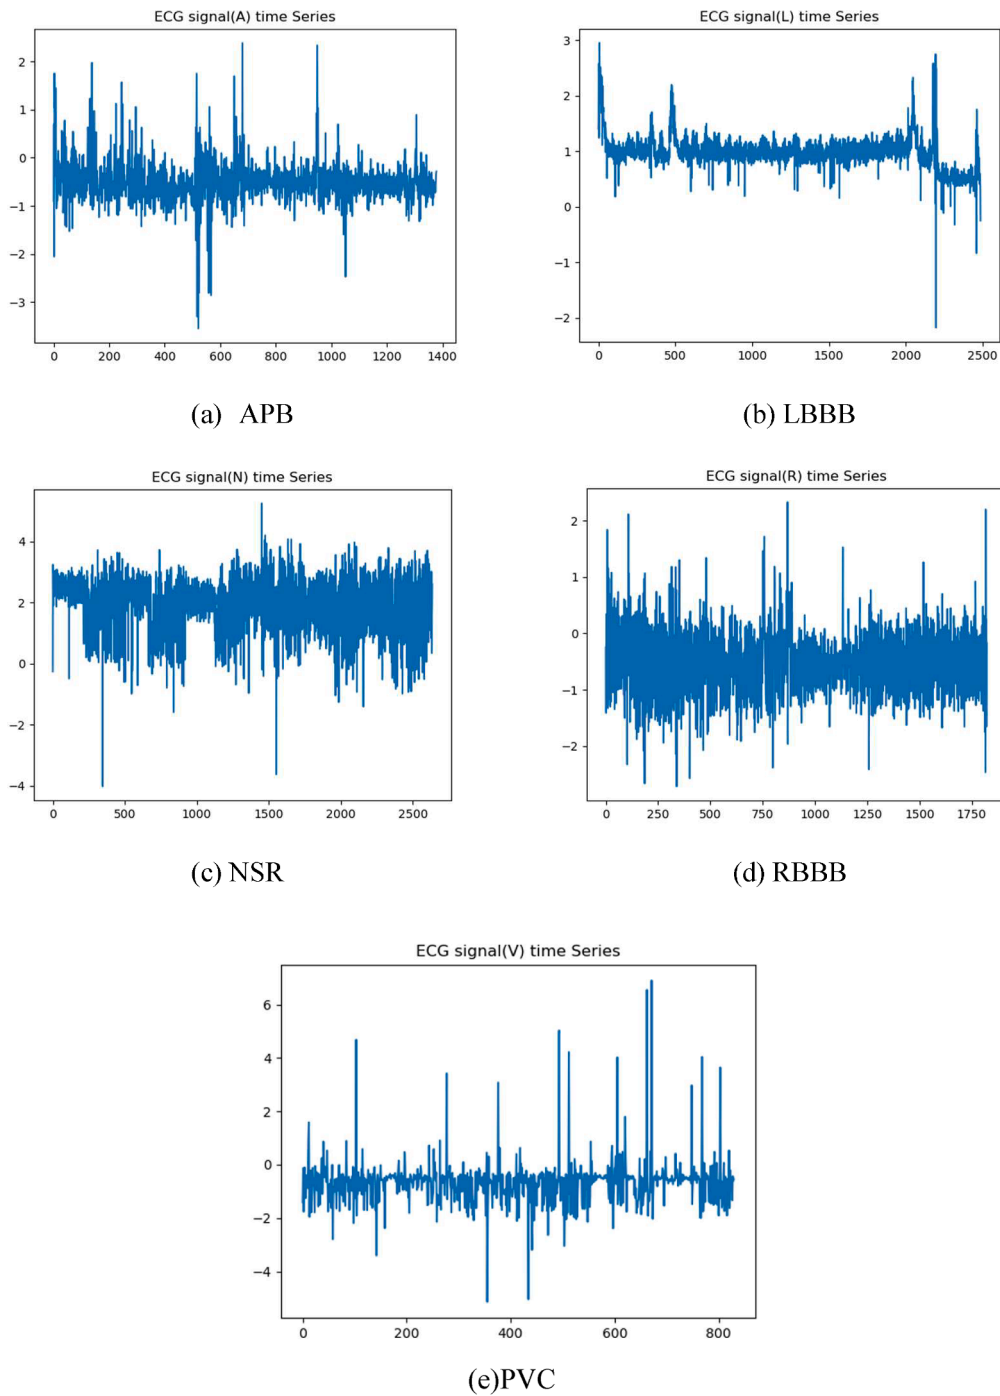 ECG signal(A) time Series
2
1
0
−1
−2
−3
0 200 400 600 800 1000 1200 1400
(a) APB
ECG signal(L) time Series
3
2
1
0
−1
−2
0 500 1000 1500 2000 2500
(b) LBBB
ECG signal(N) time Series
4
2
0
−2
−4
0 500 1000 1500 2000 2500
(c) NSR
ECG signal(R) time Series
2
1
0
−1
−2
0 250 500 750 1000 1250 1500 1750
(d) RBBB
ECG signal(V) time Series
6
4
2
0
−2
−4
0 200 400 600 800
(e)PVC